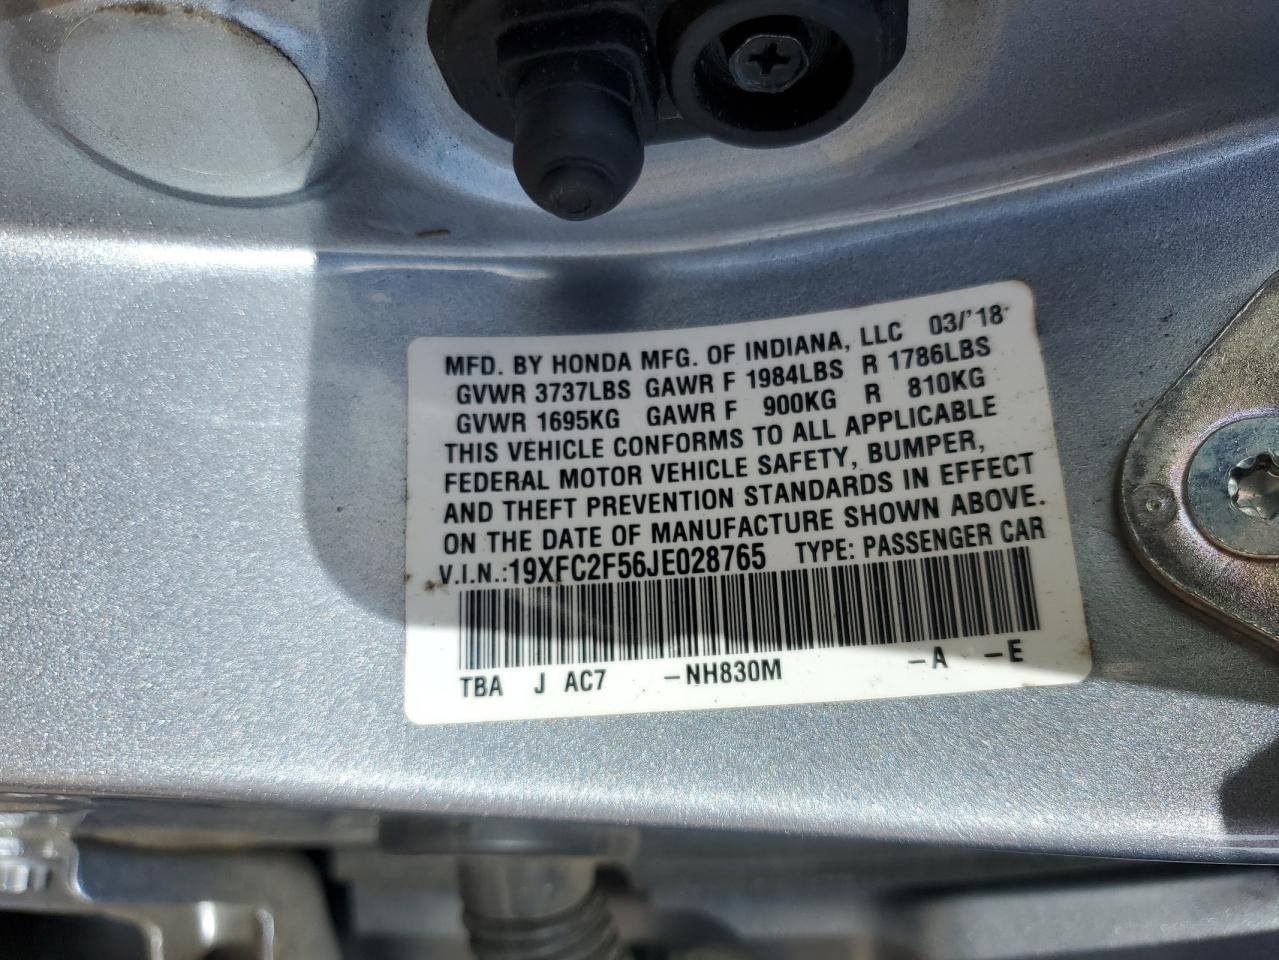 MFD. BY HONDA MFG. OF INDIANA, LLC 03/'18
GVWR 3737LBS GAWR F 1984LBS R 1786LBS
GVWR 1695KG GAWR F 900KG R 810KG
THIS VEHICLE CONFORMS TO ALL APPLICABLE
FEDERAL MOTOR VEHICLE SAFETY, BUMPER,
AND THEFT PREVENTION STANDARDS IN EFFECT
ON THE DATE OF MANUFACTURE SHOWN ABOVE.
V.I.N.:19XFC2F56JE028765 TYPE: PASSENGER CAR
TBA J AC7 -NH830M -A -E